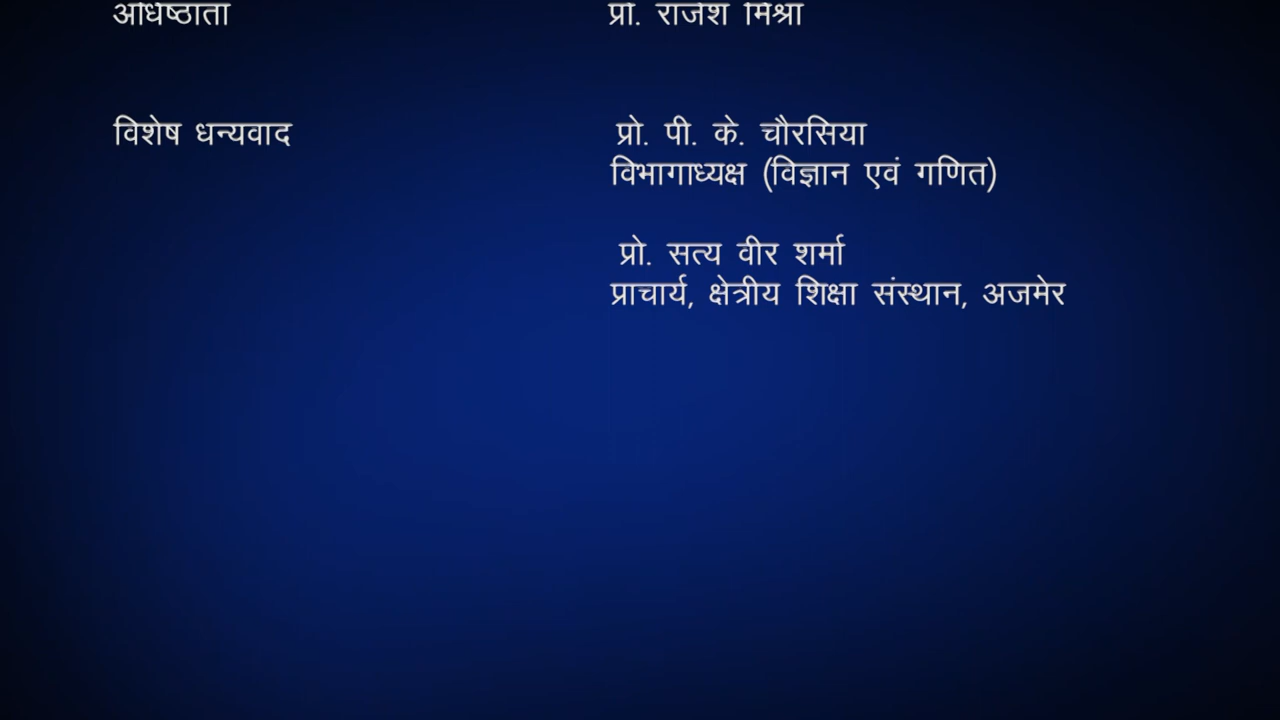 अधिष्ठाता प्रो. राजेश मिश्रा
विशेष धन्यवाद प्रो. पी. के. चौरसिया
विभागाध्यक्ष (विज्ञान एवं गणित)
प्रो. सत्य वीर शर्मा
प्राचार्य, क्षेत्रीय शिक्षा संस्थान, अजमेर